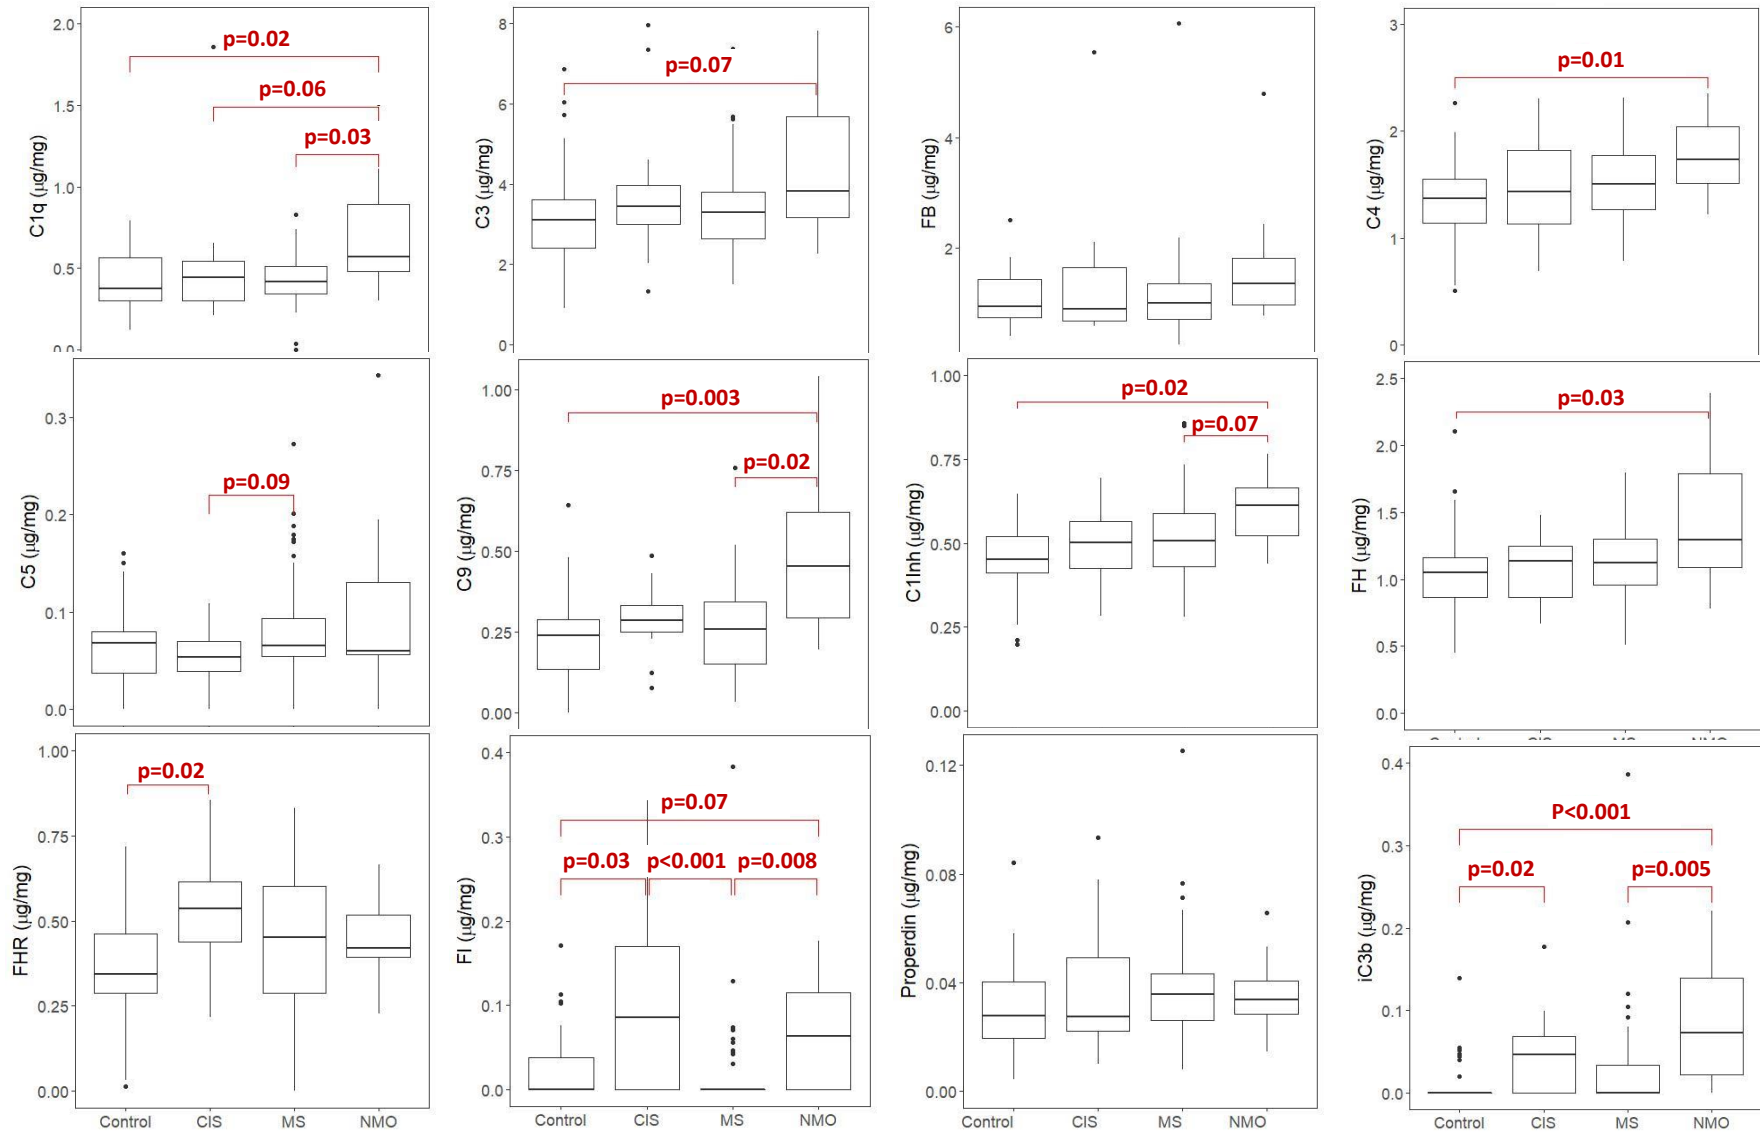 C1q (µg/mg)
2.0
1.5
1.0
0.5
0.0
p=0.02
p=0.06
p=0.03
C3 (µg/mg)
8
6
4
2
0
p=0.07
FB (µg/mg)
6
4
2
C4 (µg/mg)
3
2
1
0
p=0.01
C5 (µg/mg)
0.3
0.2
0.1
0.0
p=0.09
C9 (µg/mg)
1.00
0.75
0.50
0.25
0.00
p=0.003
p=0.02
C1Inh (µg/mg)
1.00
0.75
0.50
0.25
0.00
p=0.02
p=0.07
FH (µg/mg)
2.5
2.0
1.5
1.0
0.5
0.0
p=0.03
Control CIS MS NMO
FHR (µg/mg)
1.00
0.75
0.50
0.25
0.00
p=0.02
Control CIS MS NMO
FI (µg/mg)
0.4
0.3
0.2
0.1
0.0
p=0.07
p=0.03 p<0.001 p=0.008
Control CIS MS NMO
Properdin (µg/mg)
0.12
0.08
0.04
0.00
Control CIS MS NMO
iC3b (µg/mg)
0.4
0.3
0.2
0.1
0.0
P<0.001
p=0.02 p=0.005
Control CIS MS NMO